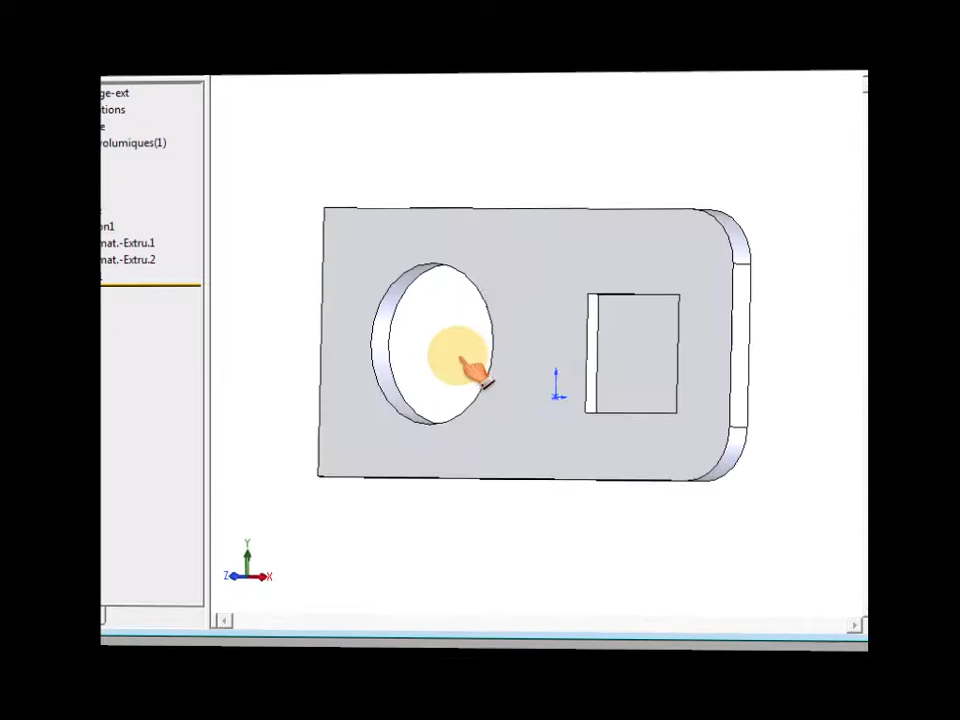 ge-ext
tions
e
volumiques(1)
on1
mat.-Extru.1
mat.-Extru.2
Y
Z
X